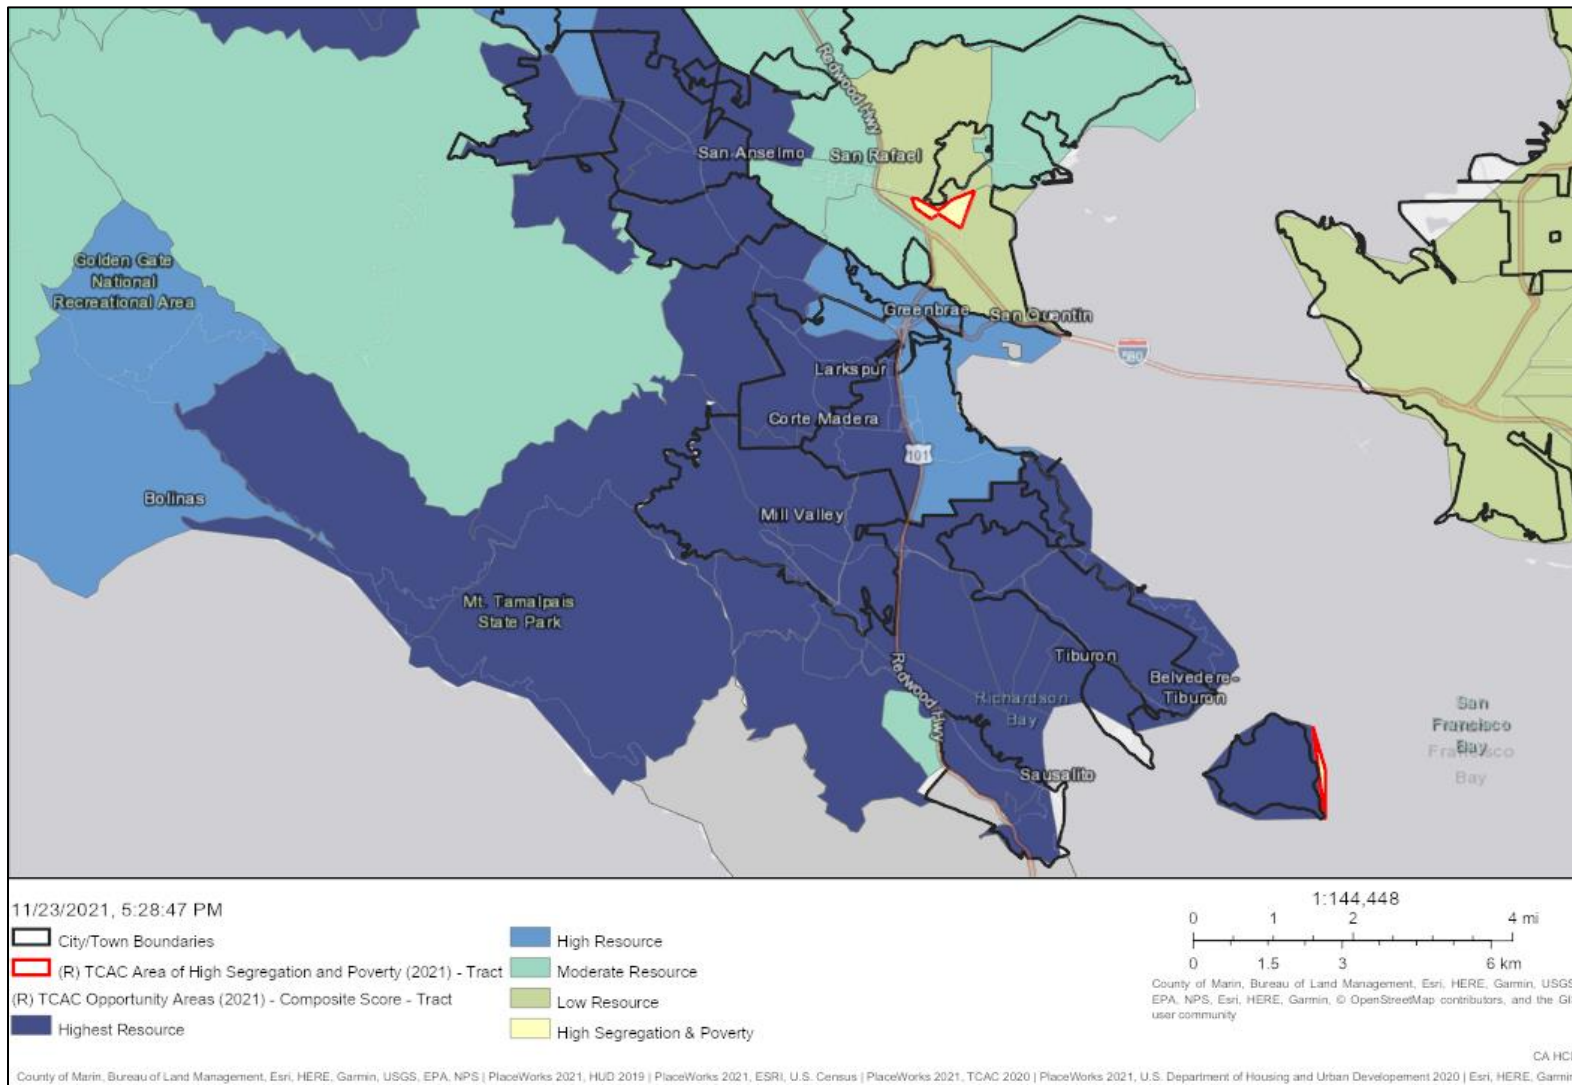 Redwood Hwy
San Anselmo
San Rafael
Golden Gate
National
Recreational Area
Greenbrae
San Quentin
580
Larkspur
Corte Madera
101
Bolinas
Mill Valley
Mt. Tamalpais
State Park
Redwood Hwy
Tiburon
Belvedere-
Tiburon
Richardson
Bay
San
Francisco
Bay
Francisco
Bay
Sausalito
11/23/2021, 5:28:47 PM
City/Town Boundaries
(R) TCAC Area of High Segregation and Poverty (2021) - Tract
(R) TCAC Opportunity Areas (2021) - Composite Score - Tract
Highest Resource
High Resource
Moderate Resource
Low Resource
High Segregation & Poverty
1:144,448
0 1 2 4 mi
0 1.5 3 6 km
County of Marin, Bureau of Land Management, Esri, HERE, Garmin, USGS,
EPA, NPS, Esri, HERE, Garmin, © OpenStreetMap contributors, and the GI
user community
CA HC
County of Marin, Bureau of Land Management, Esri, HERE, Garmin, USGS, EPA, NPS | PlaceWorks 2021, HUD 2019 | PlaceWorks 2021, ESRI, U.S. Census | PlaceWorks 2021, TCAC 2020 | PlaceWorks 2021, U.S. Department of Housing and Urban Development 2020 | Esri, HERE, Garmin